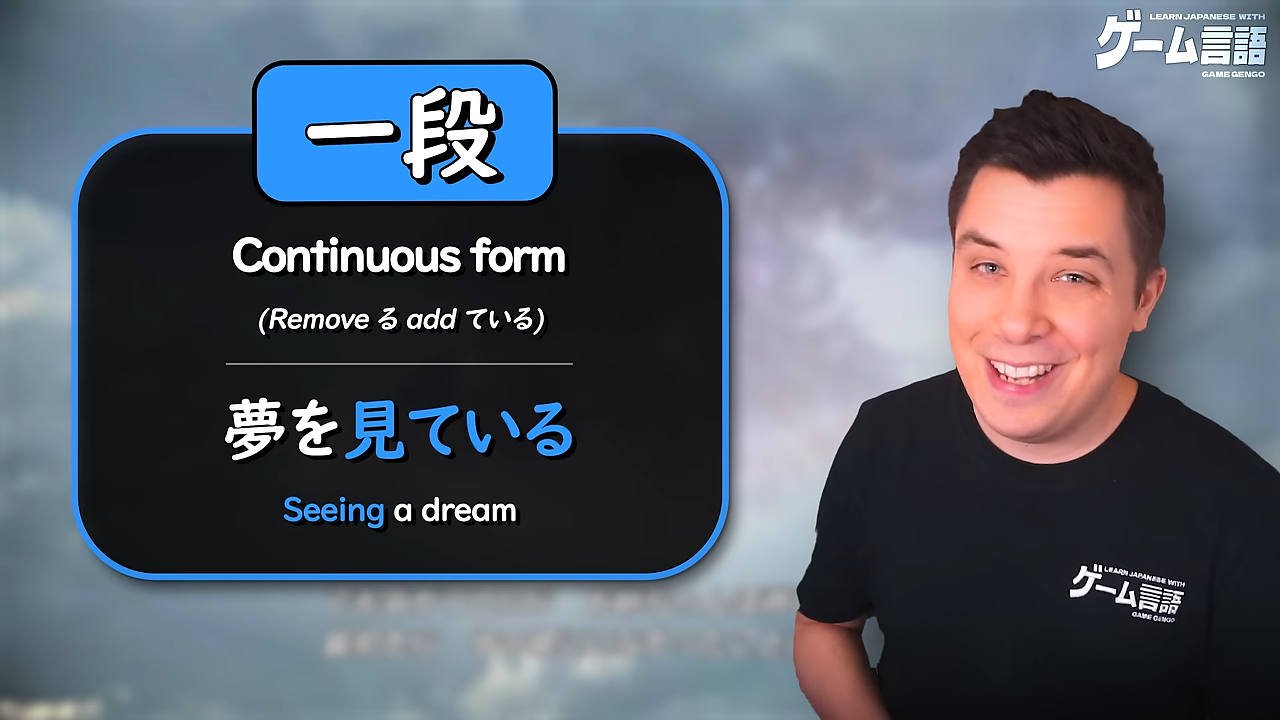 LEARN JAPANESE WITH
ゲーム言語
GAME GENGO
一段
Continuous form
(Remove る add ている)
夢を見ている
Seeing a dream
LEARN JAPANESE WITH
ゲーム言語
GAME GENGO